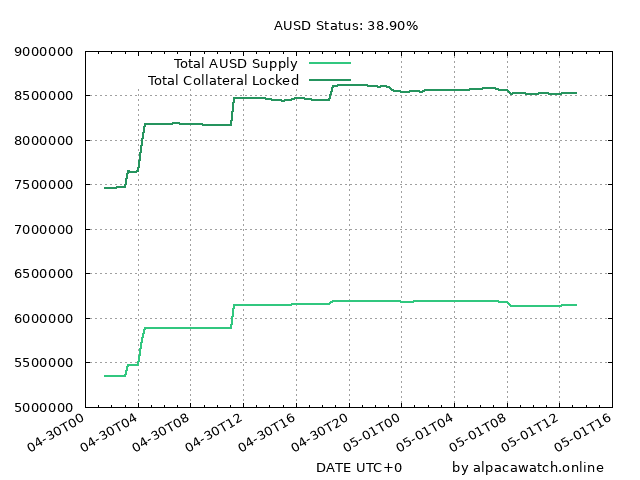 AUSD Status: 38.90%
9000000
Total AUSD Supply
Total Collateral Locked
8500000
8000000
7500000
7000000
6500000
6000000
5500000
5000000
04-30T00 04-30T04 04-30T08 04-30T12 04-30T16 04-30T20 05-01T00 05-01T04 05-01T08 05-01T12 05-01T16
DATE UTC+0 by alpacawatch.online